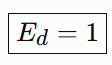 E_d = 1